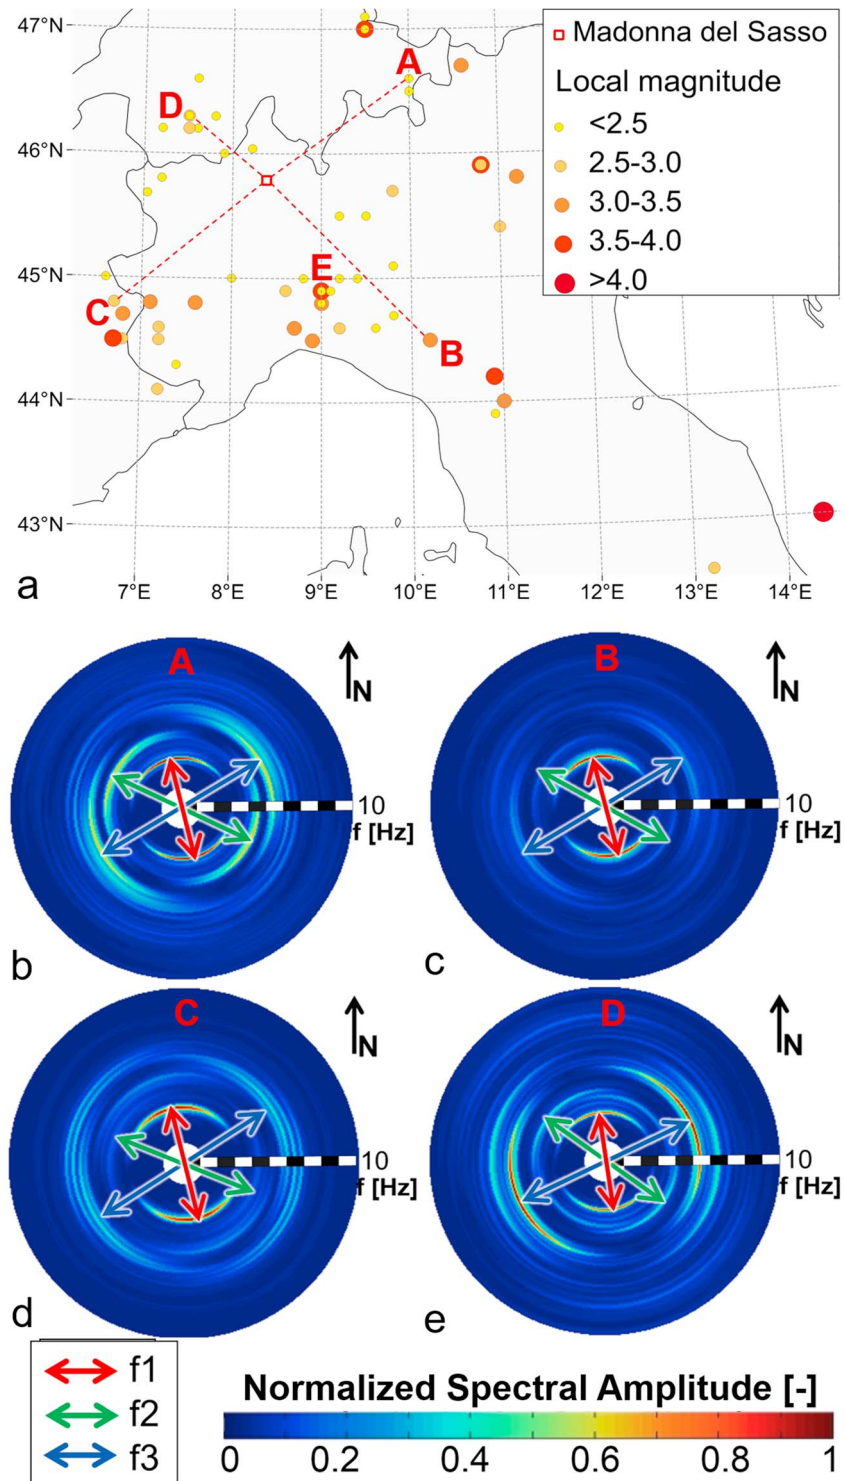 47°N
46°N
45°N
44°N
43°N
7°E 8°E 9°E 10°E 11°E 12°E 13°E 14°E
A
D
E
C
B
Madonna del Sasso
Local magnitude
<2.5
2.5-3.0
3.0-3.5
3.5-4.0
>4.0
a
A
N
10
f [Hz]
b
B
N
10
f [Hz]
c
C
N
10
f [Hz]
d
D
N
10
f [Hz]
e
f1
f2
f3
Normalized Spectral Amplitude [-]
0 0.2 0.4 0.6 0.8 1